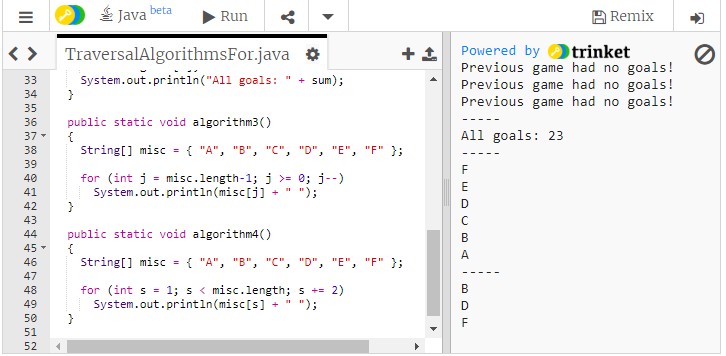 Java beta
Run
Remix
TraversalAlgorithmsFor.java
33 System.out.println("All goals: " + sum);
34 }
35
36 public static void algorithm3()
37 {
38 String[] misc = { "A", "B", "C", "D", "E", "F" };
39
40 for (int j = misc.length-1; j >= 0; j--)
41 System.out.println(misc[j] + " ");
42 }
43
44 public static void algorithm4()
45 {
46 String[] misc = { "A", "B", "C", "D", "E", "F" };
47
48 for (int s = 1; s < misc.length; s += 2)
49 System.out.println(misc[s] + " ");
50 }
51
52
Powered by trinket
Previous game had no goals!
Previous game had no goals!
Previous game had no goals!
-----
All goals: 23
-----
F
E
D
C
B
A
-----
B
D
F